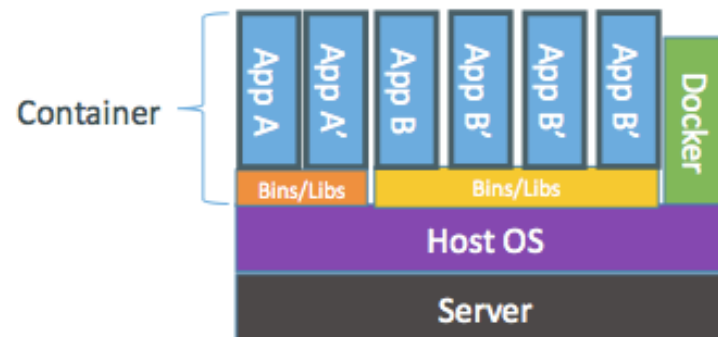 Container
App A
App A’
App B
App B’
App B’
App B’
Docker
Bins/Libs
Bins/Libs
Host OS
Server